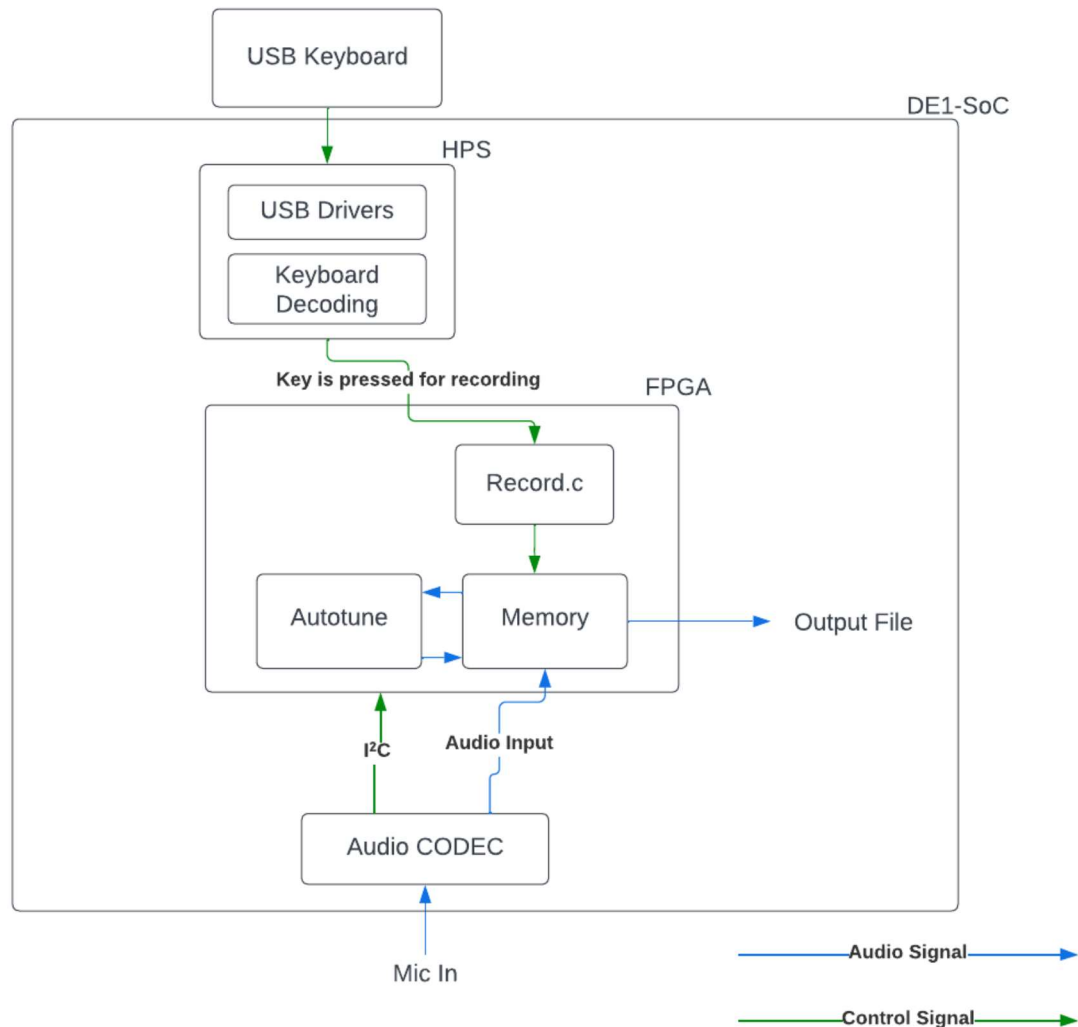 USB Keyboard
DE1-SoC
HPS
USB Drivers
Keyboard
Decoding
Key is pressed for recording
FPGA
Record.c
Autotune
Memory
Output File
I²C
Audio Input
Audio CODEC
Mic In
Audio Signal
Control Signal